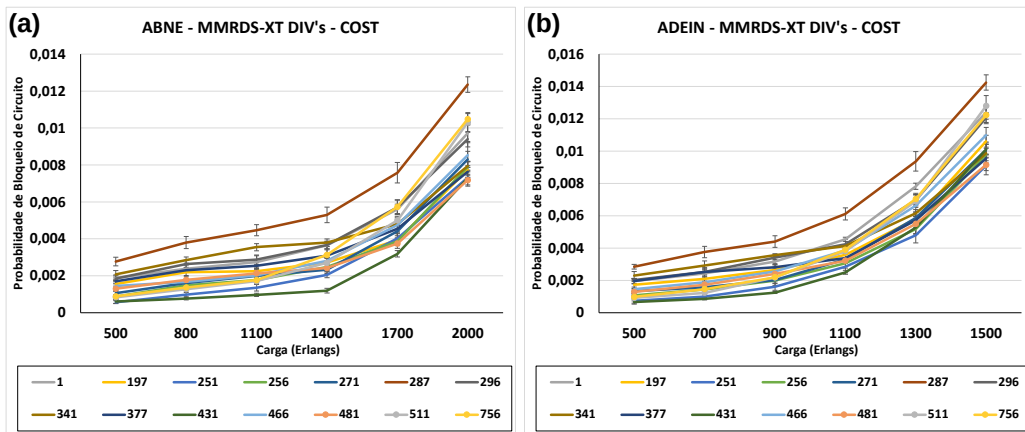 (a)
ABNE - MMRDS-XT DIV's - COST
Probabilidade de Bloqueio de Circuito
0,014
0,012
0,01
0,008
0,006
0,004
0,002
0
500 800 1100 1400 1700 2000
Carga (Erlangs)
1 197 251 256 271 287 296
341 377 431 466 481 511 756
(b)
ADEIN - MMRDS-XT DIV's - COST
Probabilidade de Bloqueio de Circuito
0,016
0,014
0,012
0,01
0,008
0,006
0,004
0,002
0
500 700 900 1100 1300 1500
Carga (Erlangs)
1 197 251 256 271 287 296
341 377 431 466 481 511 756